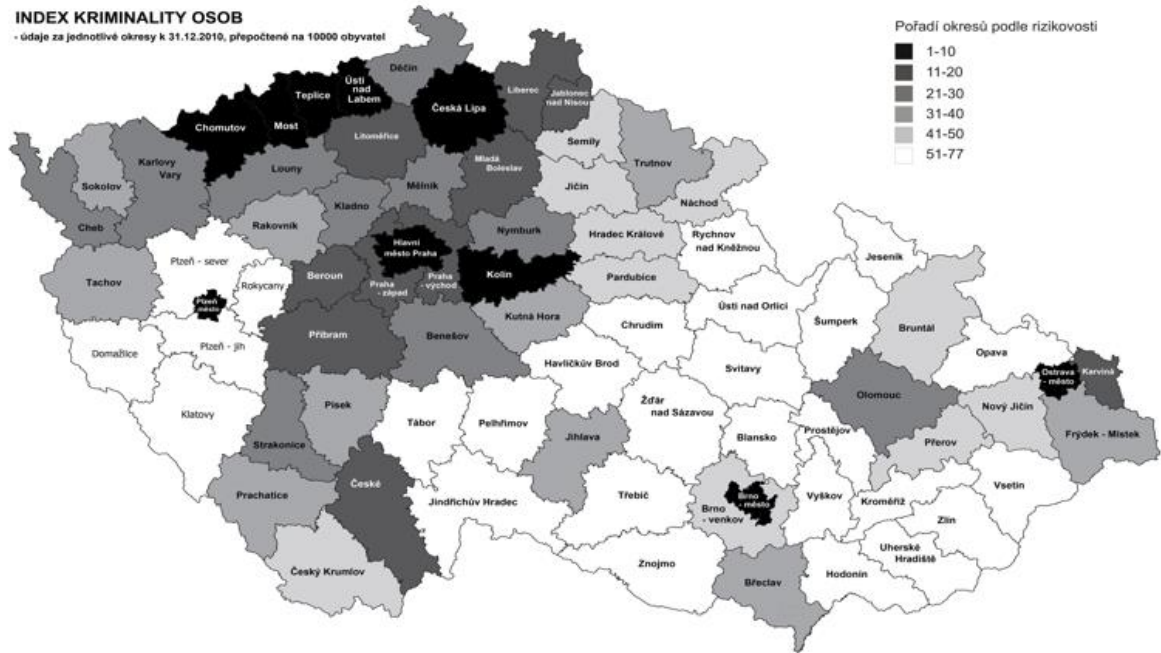 INDEX KRIMINALITY OSOB
- údaje za jednotlivé okresy k 31.12.2010, přepočtené na 10000 obyvatel
Pořadí okresů podle rizikovosti
1-10
11-20
21-30
31-40
41-50
51-77
Děčín
Ústí
nad
Labem
Teplice
Most
Chomutov
Česká Lípa
Liberec
Jablonec
nad Nisou
Litoměřice
Semily
Trutnov
Karlovy
Vary
Sokolov
Louny
Mělník
Mladá
Boleslav
Jičín
Náchod
Cheb
Rakovník
Kladno
Nymburk
Hradec Králové
Rychnov
nad Kněžnou
Jeseník
Tachov
Plzeň - sever
Rokycany
Beroun
Hlavní
město Praha
Praha
- západ
Praha
-východ
Kolín
Pardubice
Plzeň
město
Ústí nad Orlicí
Šumperk
Bruntál
Kutná Hora
Chrudim
Opava
Domažlice
Plzeň - jih
Příbram
Benešov
Havlíčkův Brod
Svitavy
Ostrava
- město
Karviná
Klatovy
Písek
Tábor
Pelhřimov
Žďár
nad Sázavou
Olomouc
Nový Jičín
Frýdek - Místek
Strakonice
Jihlava
Blansko
Prostějov
Přerov
Prachatice
České
Jindřichův Hradec
Třebíč
Brno
- venkov
Brno
- město
Vyškov
Kroměříž
Vsetín
Český Krumlov
Znojmo
Břeclav
Hodonín
Uherské
Hradiště
Zlín